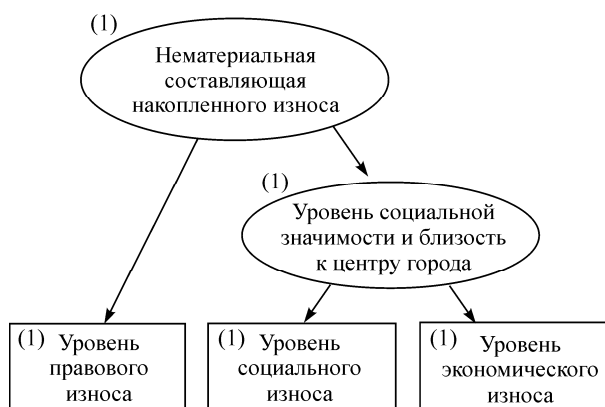 (1)
Нематериальная
составляющая
накопленного износа
(1)
Уровень социальной
значимости и близость
к центру города
(1) Уровень
правового
износа
(1) Уровень
социального
износа
(1) Уровень
экономического
износа